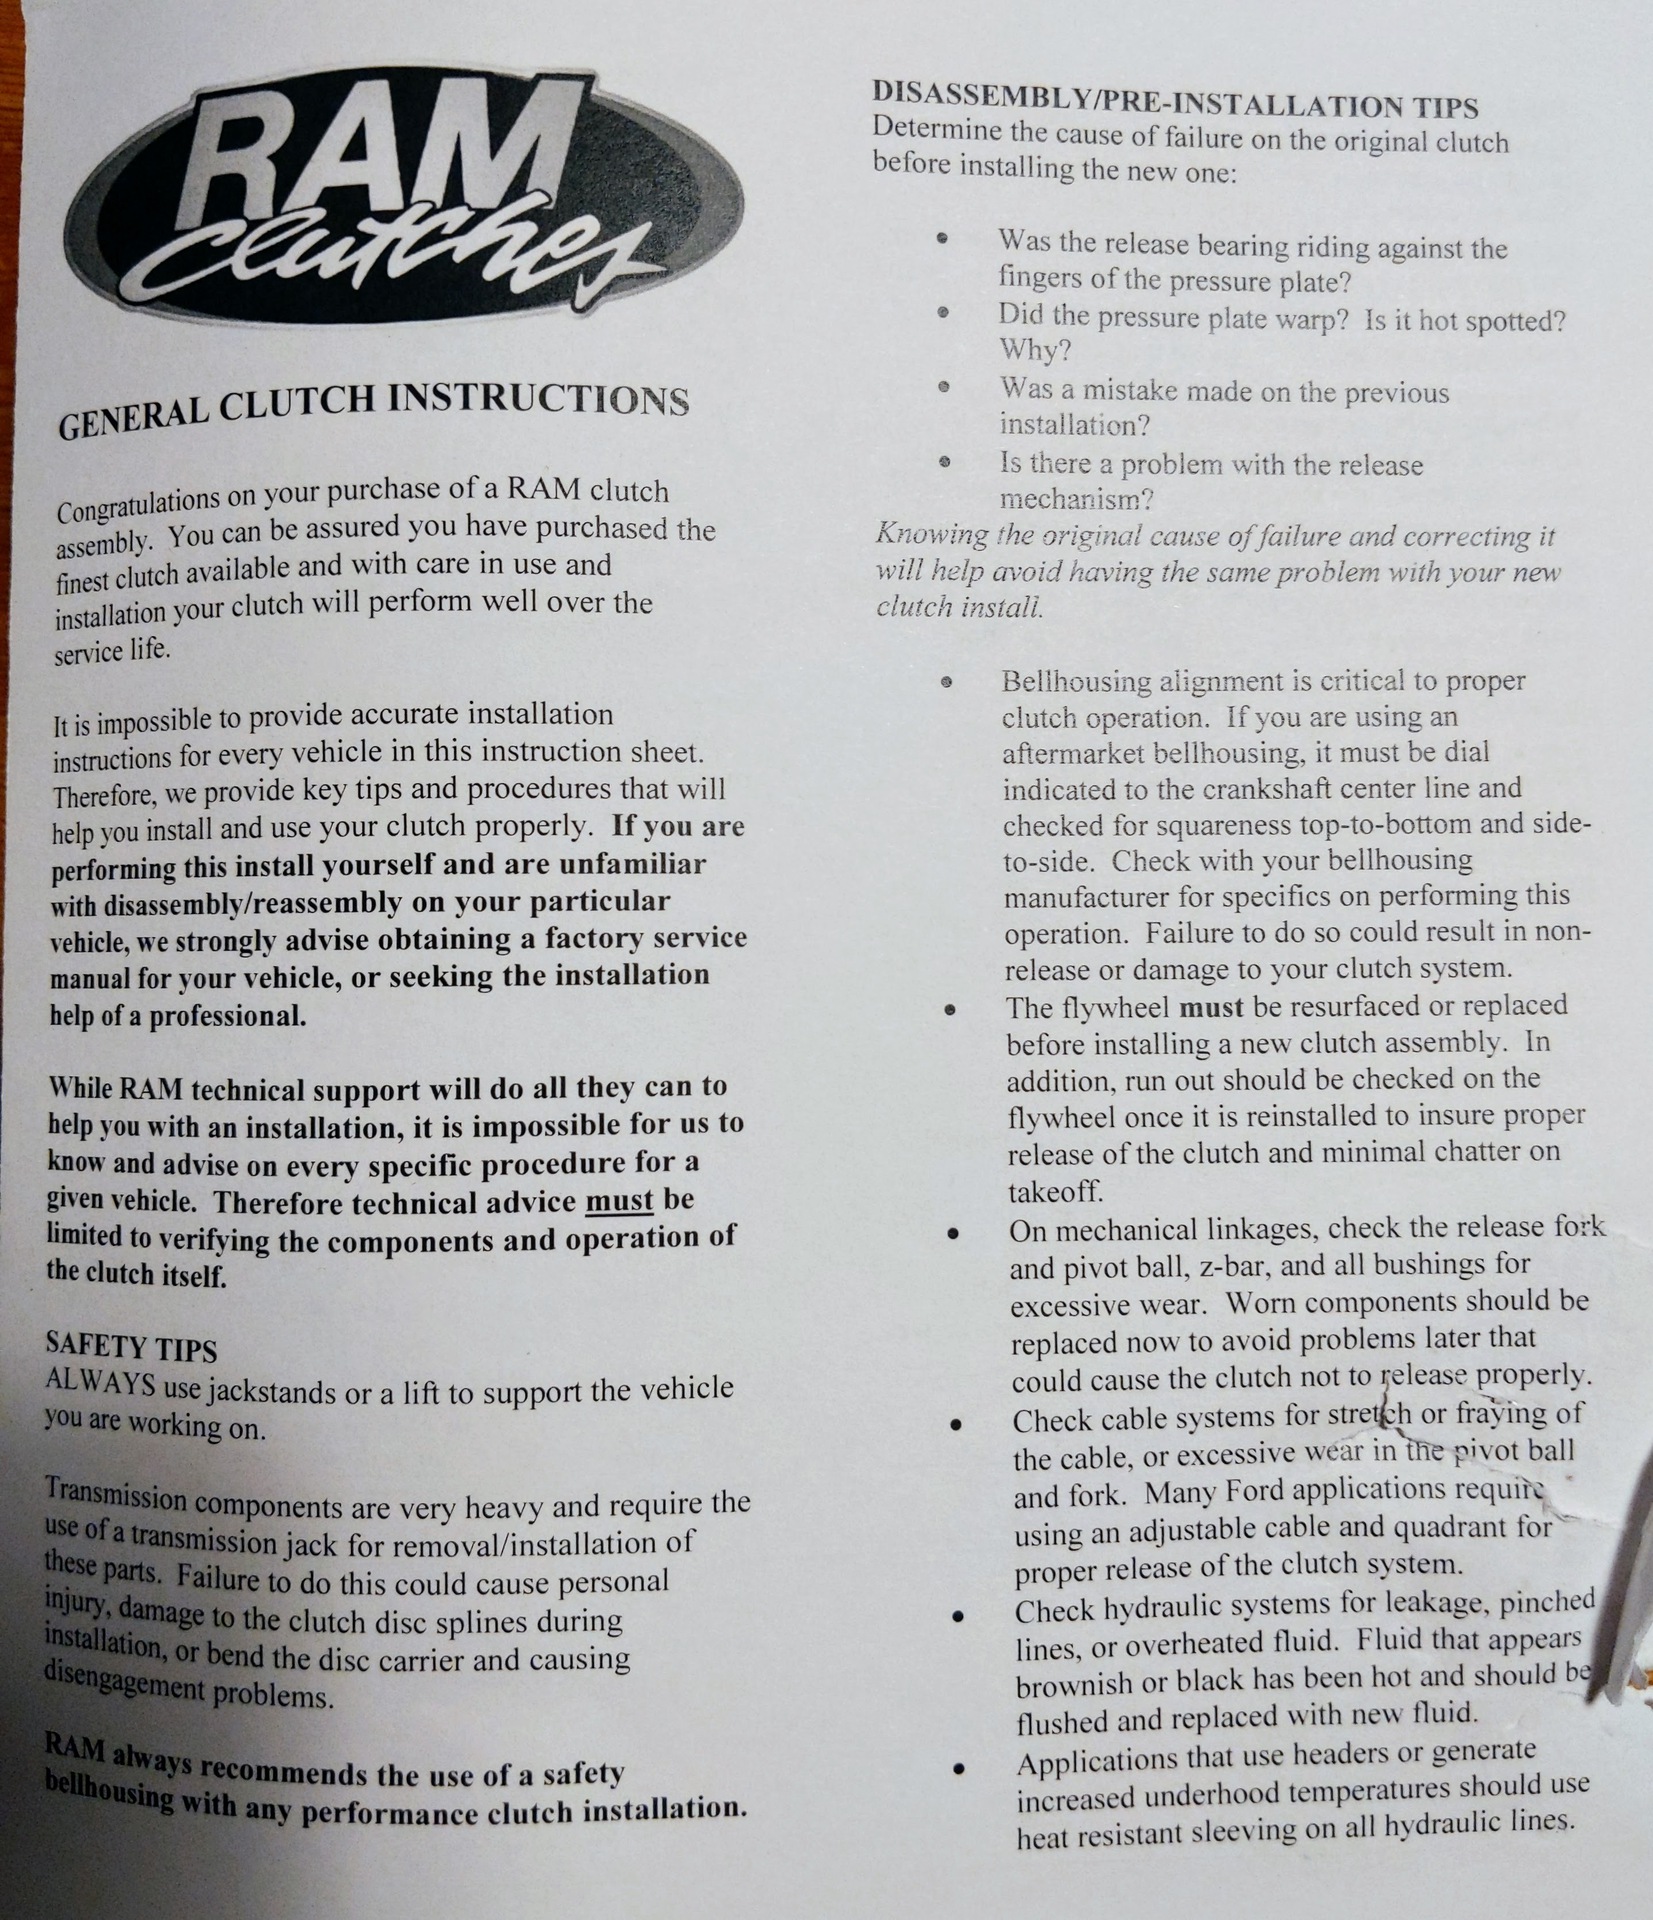 RAM
clutches
GENERAL CLUTCH INSTRUCTIONS
Congratulations on your purchase of a RAM clutch
assembly.  You can be assured you have purchased the
finest clutch available and with care in use and
installation your clutch will perform well over the
service life.
It is impossible to provide accurate installation
instructions for every vehicle in this instruction sheet.
Therefore, we provide key tips and procedures that will
help you install and use your clutch properly.  If you are
performing this install yourself and are unfamiliar
with disassembly/reassembly on your particular
vehicle, we strongly advise obtaining a factory service
manual for your vehicle, or seeking the installation
help of a professional.
While RAM technical support will do all they can to
help you with an installation, it is impossible for us to
know and advise on every specific procedure for a
given vehicle.  Therefore technical advice must be
limited to verifying the components and operation of
the clutch itself.
SAFETY TIPS
ALWAYS use jackstands or a lift to support the vehicle
you are working on.
Transmission components are very heavy and require the
use of a transmission jack for removal/installation of
these parts.  Failure to do this could cause personal
injury, damage to the clutch disc splines during
installation, or bend the disc carrier and causing
disengagement problems.
RAM always recommends the use of a safety
bellhousing with any performance clutch installation.
DISASSEMBLY/PRE-INSTALLATION TIPS
Determine the cause of failure on the original clutch
before installing the new one:
• Was the release bearing riding against the
fingers of the pressure plate?
• Did the pressure plate warp?  Is it hot spotted?
Why?
• Was a mistake made on the previous
installation?
• Is there a problem with the release
mechanism?
Knowing the original cause of failure and correcting it
will help avoid having the same problem with your new
clutch install.
• Bellhousing alignment is critical to proper
clutch operation.  If you are using an
aftermarket bellhousing, it must be dial
indicated to the crankshaft center line and
checked for squareness top-to-bottom and side-
to-side.  Check with your bellhousing
manufacturer for specifics on performing this
operation.  Failure to do so could result in non-
release or damage to your clutch system.
• The flywheel must be resurfaced or replaced
before installing a new clutch assembly.  In
addition, run out should be checked on the
flywheel once it is reinstalled to insure proper
release of the clutch and minimal chatter on
takeoff.
• On mechanical linkages, check the release fork
and pivot ball, z-bar, and all bushings for
excessive wear.  Worn components should be
replaced now to avoid problems later that
could cause the clutch not to release properly.
• Check cable systems for stretch or fraying of
the cable, or excessive wear in the pivot ball
and fork.  Many Ford applications require
using an adjustable cable and quadrant for
proper release of the clutch system.
• Check hydraulic systems for leakage, pinched
lines, or overheated fluid.  Fluid that appears
brownish or black has been hot and should be
flushed and replaced with new fluid.
• Applications that use headers or generate
increased underhood temperatures should use
heat resistant sleeving on all hydraulic lines.